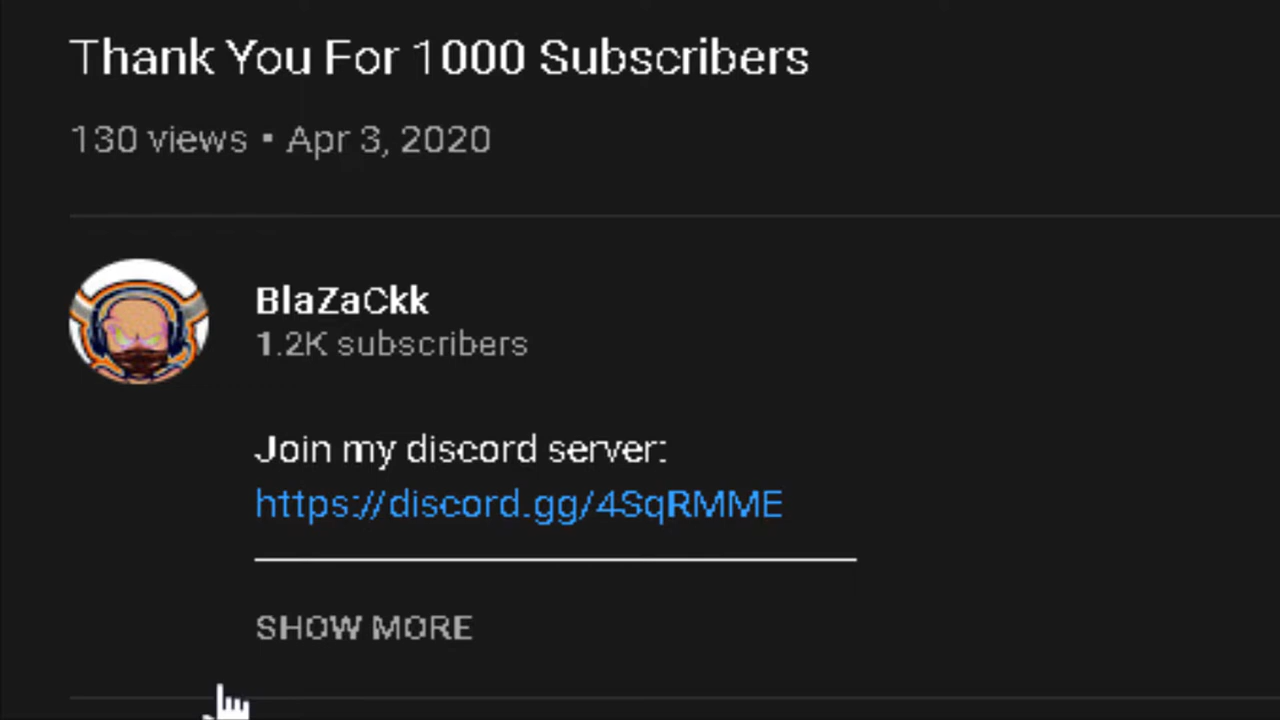 Thank You For 1000 Subscribers
130 views • Apr 3, 2020
BlaZaCkk
1.2K subscribers
Join my discord server:
https://discord.gg/4SqRMME
SHOW MORE